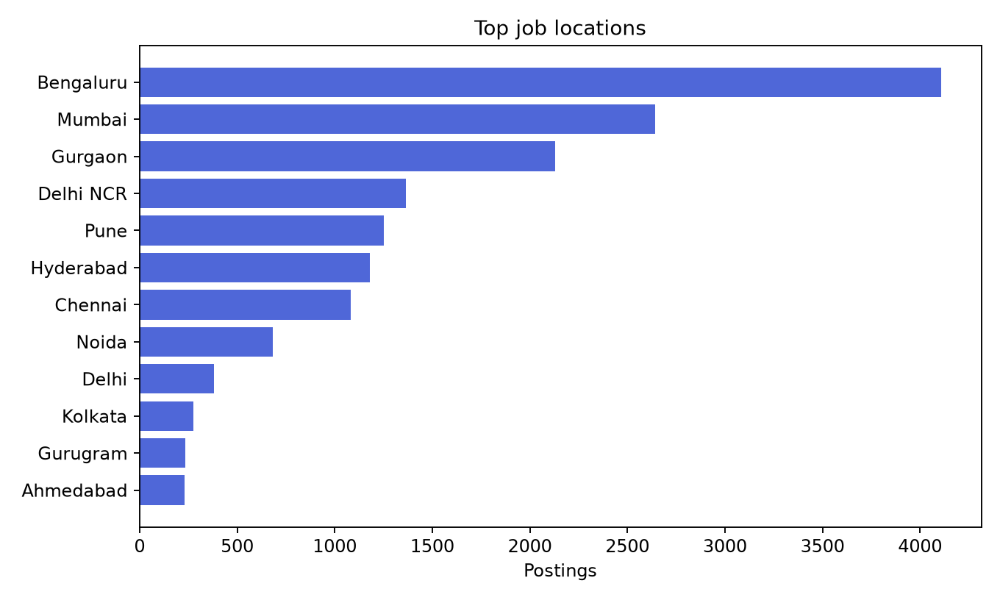 Top job locations
Bengaluru
Mumbai
Gurgaon
Delhi NCR
Pune
Hyderabad
Chennai
Noida
Delhi
Kolkata
Gurugram
Ahmedabad
0 500 1000 1500 2000 2500 3000 3500 4000
Postings